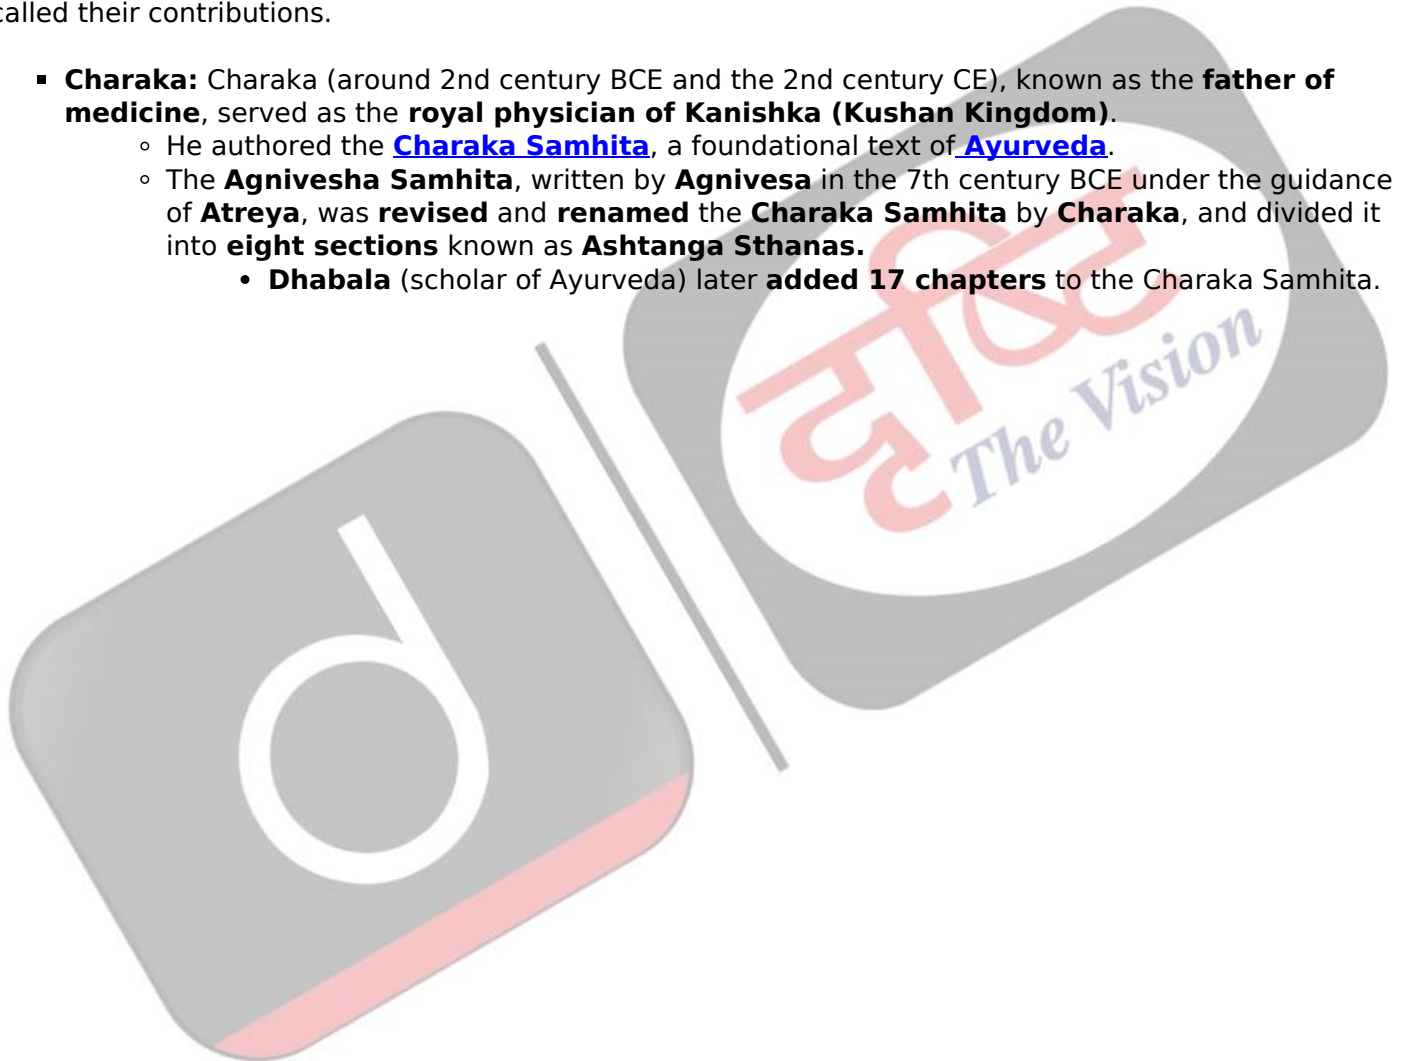 called their contributions.
Charaka: Charaka (around 2nd century BCE and the 2nd century CE), known as the father of
medicine, served as the royal physician of Kanishka (Kushan Kingdom).
He authored the Charaka Samhita, a foundational text of Ayurveda.
The Agnivesha Samhita, written by Agnivesa in the 7th century BCE under the guidance
of Atreya, was revised and renamed the Charaka Samhita by Charaka, and divided it
into eight sections known as Ashtanga Sthanas.
Dhabala (scholar of Ayurveda) later added 17 chapters to the Charaka Samhita.
दृष्टि
The Vision
d